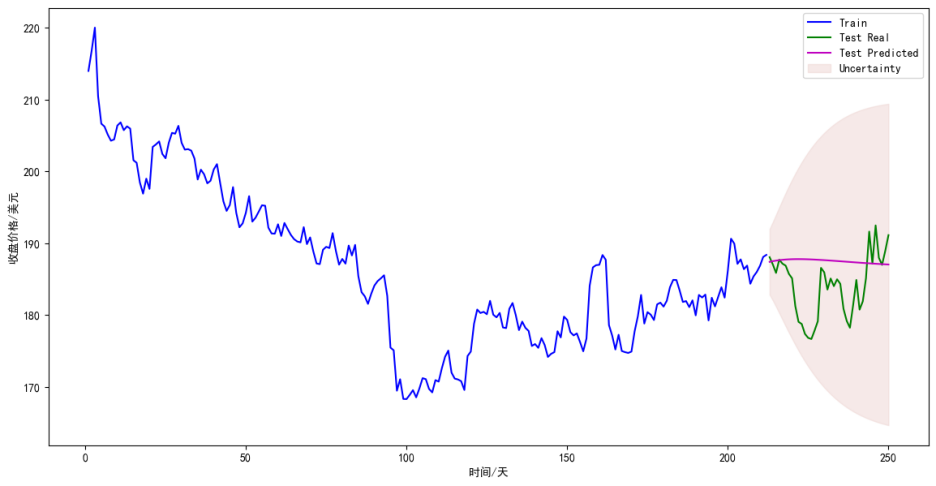 Train
Test Real
Test Predicted
Uncertainty
收盘价格/美元
220
210
200
190
180
170
0
50
100
150
200
250
时间/天